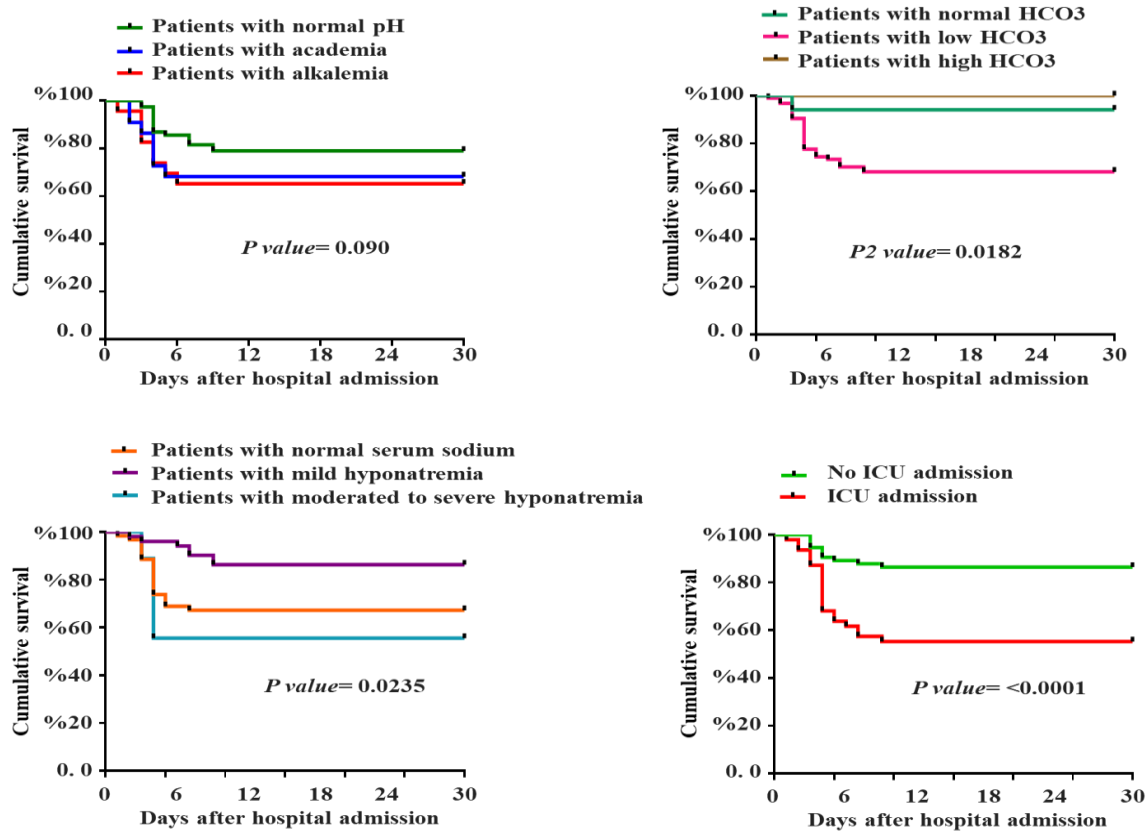 Patients with normal pH
Patients with academia
Patients with alkalemia
%100
%80
%60
%40
%20
0. 0
Cumulative survival
P value= 0.090
0 6 12 18 24 30
Days after hospital admission
Patients with normal HCO3
Patients with low HCO3
Patients with high HCO3
%100
%80
%60
%40
%20
0. 0
Cumulative survival
P2 value= 0.0182
0 6 12 18 24 30
Days after hospital admission
Patients with normal serum sodium
Patients with mild hyponatremia
Patients with moderated to severe hyponatremia
%100
%80
%60
%40
%20
0. 0
Cumulative survival
P value= 0.0235
0 6 12 18 24 30
Days after hospital admission
No ICU admission
ICU admission
%100
%80
%60
%40
%20
0. 0
Cumulative survival
P value= <0.0001
0 6 12 18 24 30
Days after hospital admission